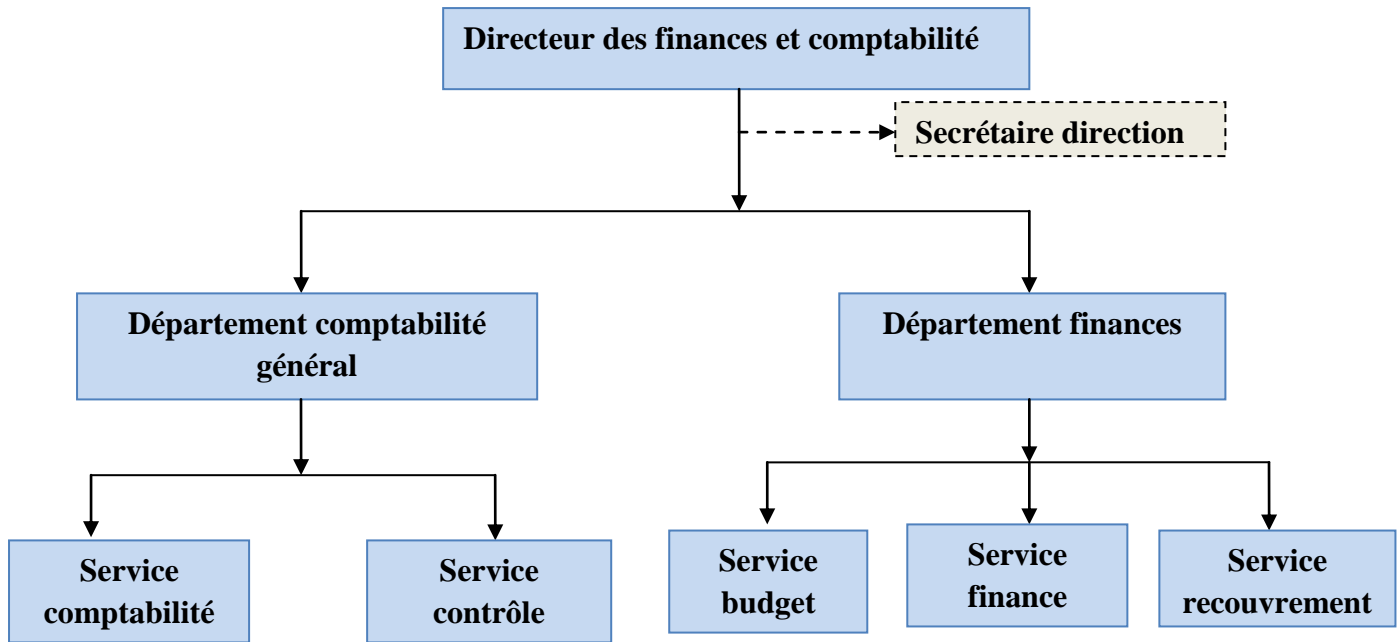 Directeur des finances et comptabilité
Secrétaire direction
Département comptabilité
général
Département finances
Service
comptabilité
Service
contrôle
Service
budget
Service
finance
Service
recouvrement